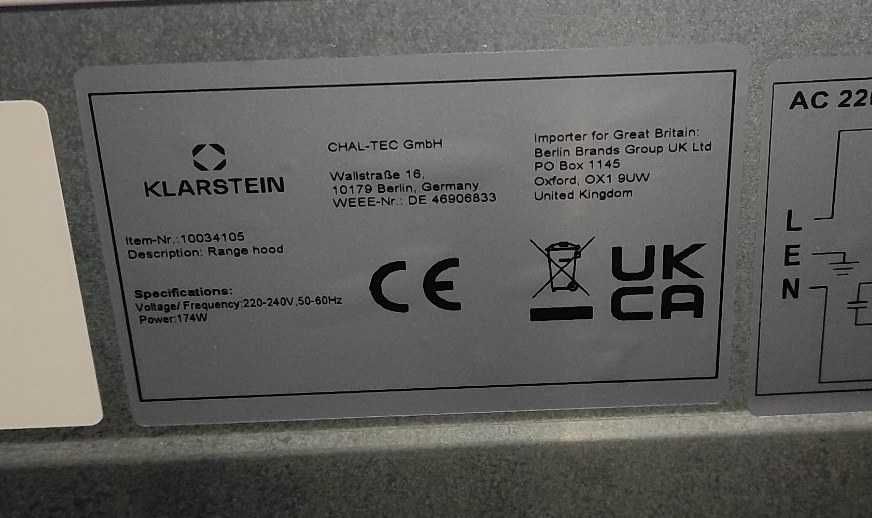 KLARSTEIN
Item-Nr.:10034105
Description: Range hood
Specifications:
Voltage/ Frequency:220-240V,50-60Hz
Power:174W
CHAL-TEC GmbH
Wallstraße 16,
10179 Berlin, Germany
WEEE-Nr.: DE 46906833
CE
Importer for Great Britain:
Berlin Brands Group UK Ltd
PO Box 1145
Oxford, OX1 9UW
United Kingdom
UK
CA
AC 220
L
E
N